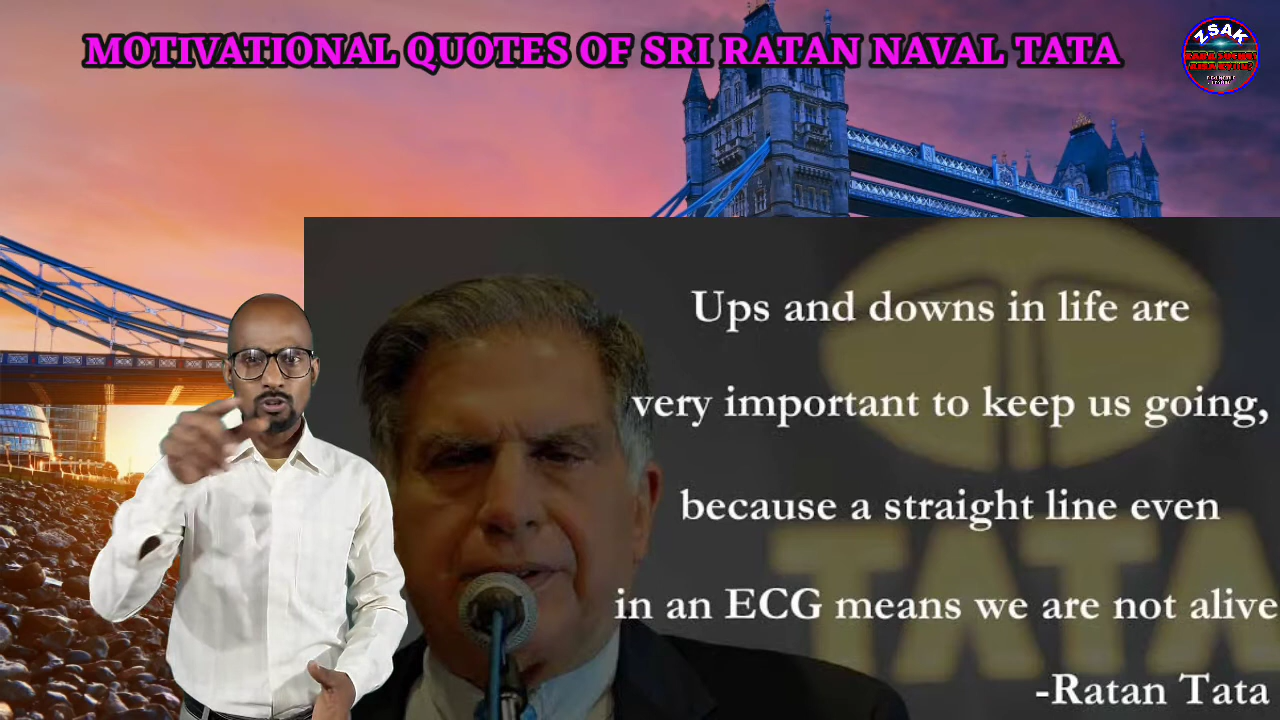 MOTIVATIONAL QUOTES OF SRI RATAN NAVAL TATA
ZSAK
Ups and downs in life are
very important to keep us going,
because a straight line even
in an ECG means we are not alive
-Ratan Tata
TATA